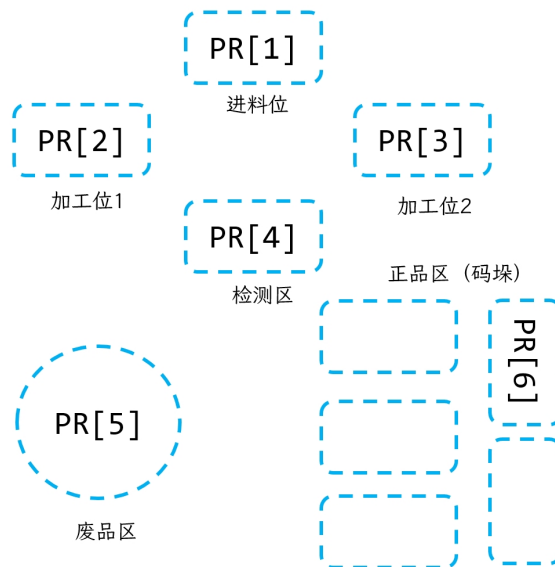 PR[1]
进料位
PR[2]
PR[3]
加工位1
加工位2
PR[4]
检测区
正品区（码垛）
PR[6]
PR[5]
废品区